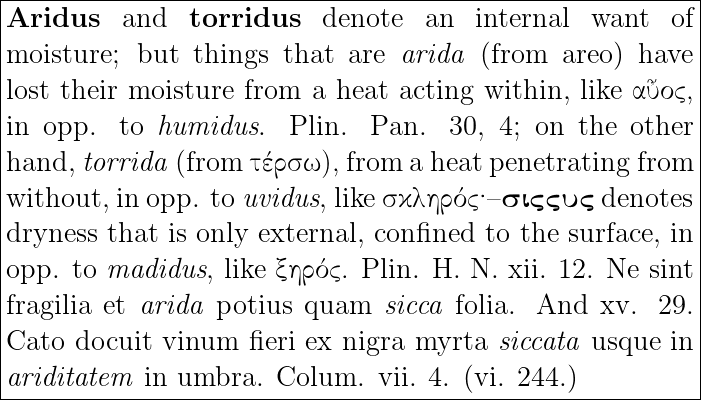 Aridus and torridus denote an internal want of
moisture; but things that are arida (from areo) have
lost their moisture from a heat acting within, like αὖος,
in opp. to humidus. Plin. Pan. 30, 4; on the other
hand, torrida (from τέρσω), from a heat penetrating from
without, in opp. to uvidus, like σκληρός·–σιςςυς denotes
dryness that is only external, confined to the surface, in
opp. to madidus, like ξηρός. Plin. H. N. xii. 12. Ne sint
fragilia et arida potius quam sicca folia. And xv. 29.
Cato docuit vinum fieri ex nigra myrta siccata usque in
ariditatem in umbra. Colum. vii. 4. (vi. 244.)